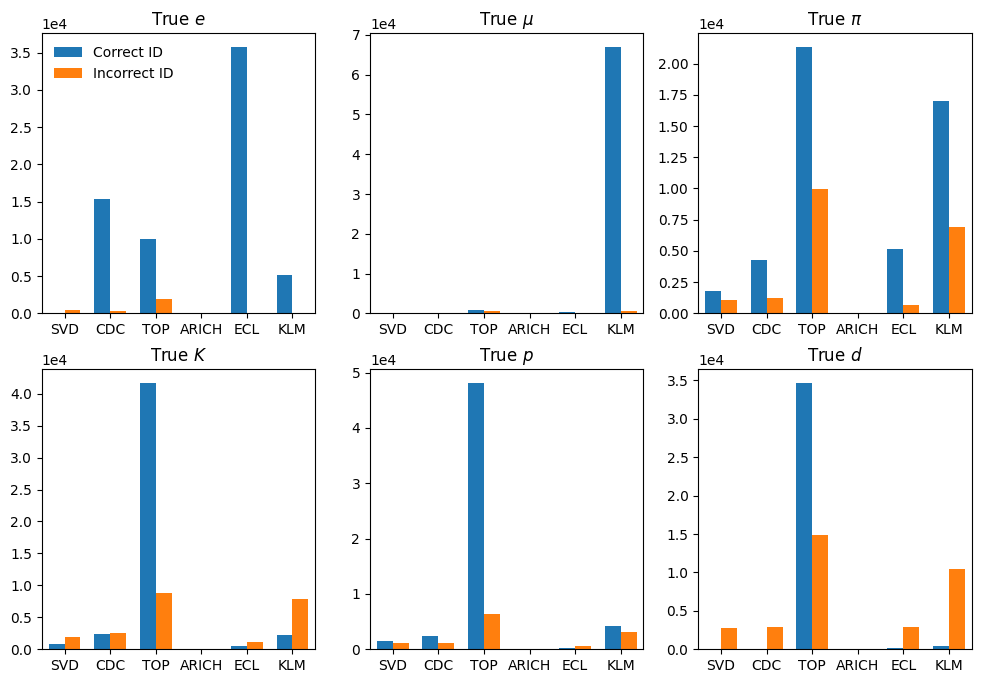 True e
1e4
Correct ID
Incorrect ID
3.5
3.0
2.5
2.0
1.5
1.0
0.5
0.0
SVD CDC TOP ARICH ECL KLM
True μ
1e4
7
6
5
4
3
2
1
0
SVD CDC TOP ARICH ECL KLM
True π
1e4
2.00
1.75
1.50
1.25
1.00
0.75
0.50
0.25
0.00
SVD CDC TOP ARICH ECL KLM
True K
1e4
4.0
3.5
3.0
2.5
2.0
1.5
1.0
0.5
0.0
SVD CDC TOP ARICH ECL KLM
True p
1e4
5
4
3
2
1
0
SVD CDC TOP ARICH ECL KLM
True d
1e4
3.5
3.0
2.5
2.0
1.5
1.0
0.5
0.0
SVD CDC TOP ARICH ECL KLM